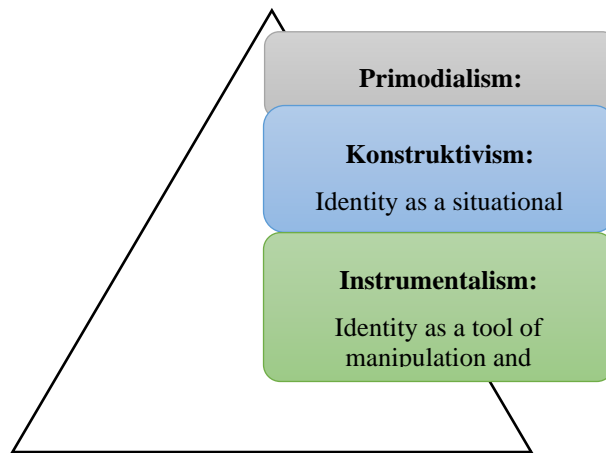 Primodialism:
Konstruktivism:
Identity as a situational
Instrumentalism:
Identity as a tool of
manipulation and